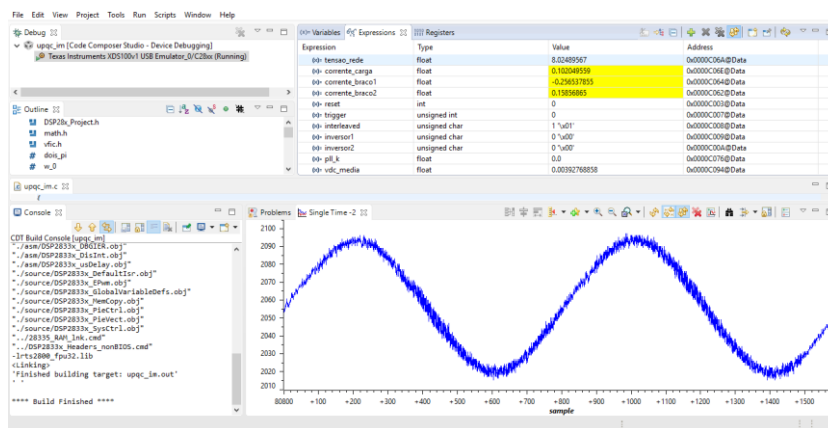 File Edit View Project Tools Run Scripts Window Help
Debug
upqc_im [Code Composer Studio - Device Debugging]
Texas Instruments XDS100v1 USB Emulator_0/C28xx (Running)
(x)= Variables Expressions Registers
Expression Type Value Address
(x)= tensao_rede float 8.02489567 0x0000C06A@Data
(x)= corrente_carga float 0.102049559 0x0000C06E@Data
(x)= corrente_braco1 float -0.256537855 0x0000C064@Data
(x)= corrente_braco2 float 0.15856865 0x0000C062@Data
(x)= reset int 0 0x0000C003@Data
(x)= trigger unsigned int 0 0x0000C007@Data
(x)= interleaved unsigned char 1 '\x01' 0x0000C008@Data
(x)= inversor1 unsigned char 0 '\x00' 0x0000C009@Data
(x)= inversor2 unsigned char 0 '\x00' 0x0000C00A@Data
(x)= pll_k float 0.0 0x0000C076@Data
(x)= vdc_media float 0.00392768858 0x0000C094@Data
Outline
DSP28x_Project.h
math.h
vfic.h
# dois_pi
# w_0
upqc_im.c
Console
CDT Build Console [upqc_im]
"./asm/DSP2833x_DBGIER.obj"
"./asm/DSP2833x_DisInt.obj"
"./asm/DSP2833x_usDelay.obj"
"./source/DSP2833x_DefaultIsr.obj"
"./source/DSP2833x_EPwm.obj"
"./source/DSP2833x_GlobalVariableDefs.obj"
"./source/DSP2833x_MemCopy.obj"
"./source/DSP2833x_PieCtrl.obj"
"./source/DSP2833x_PieVect.obj"
"./source/DSP2833x_SysCtrl.obj"
"../28335_RAM_lnk.cmd"
"../DSP2833x_Headers_nonBIOS.cmd"
-lrts2800_fpu32.lib
<Linking>
'Finished building target: upqc_im.out'
' '
**** Build Finished ****
Problems Single Time -2
2100
2090
2080
2070
2060
2050
2040
2030
2020
2010
80800 +100 +200 +300 +400 +500 +600 +700 +800 +900 +1000 +1100 +1200 +1300 +1400 +1500
sample